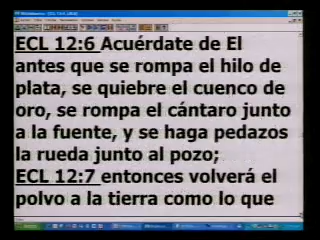 ECL 12:6 Acuérdate de El
antes que se rompa el hilo de
plata, se quiebre el cuenco de
oro, se rompa el cántaro junto
a la fuente, y se haga pedazos
la rueda junto al pozo;
ECL 12:7 entonces volverá el
polvo a la tierra como lo que